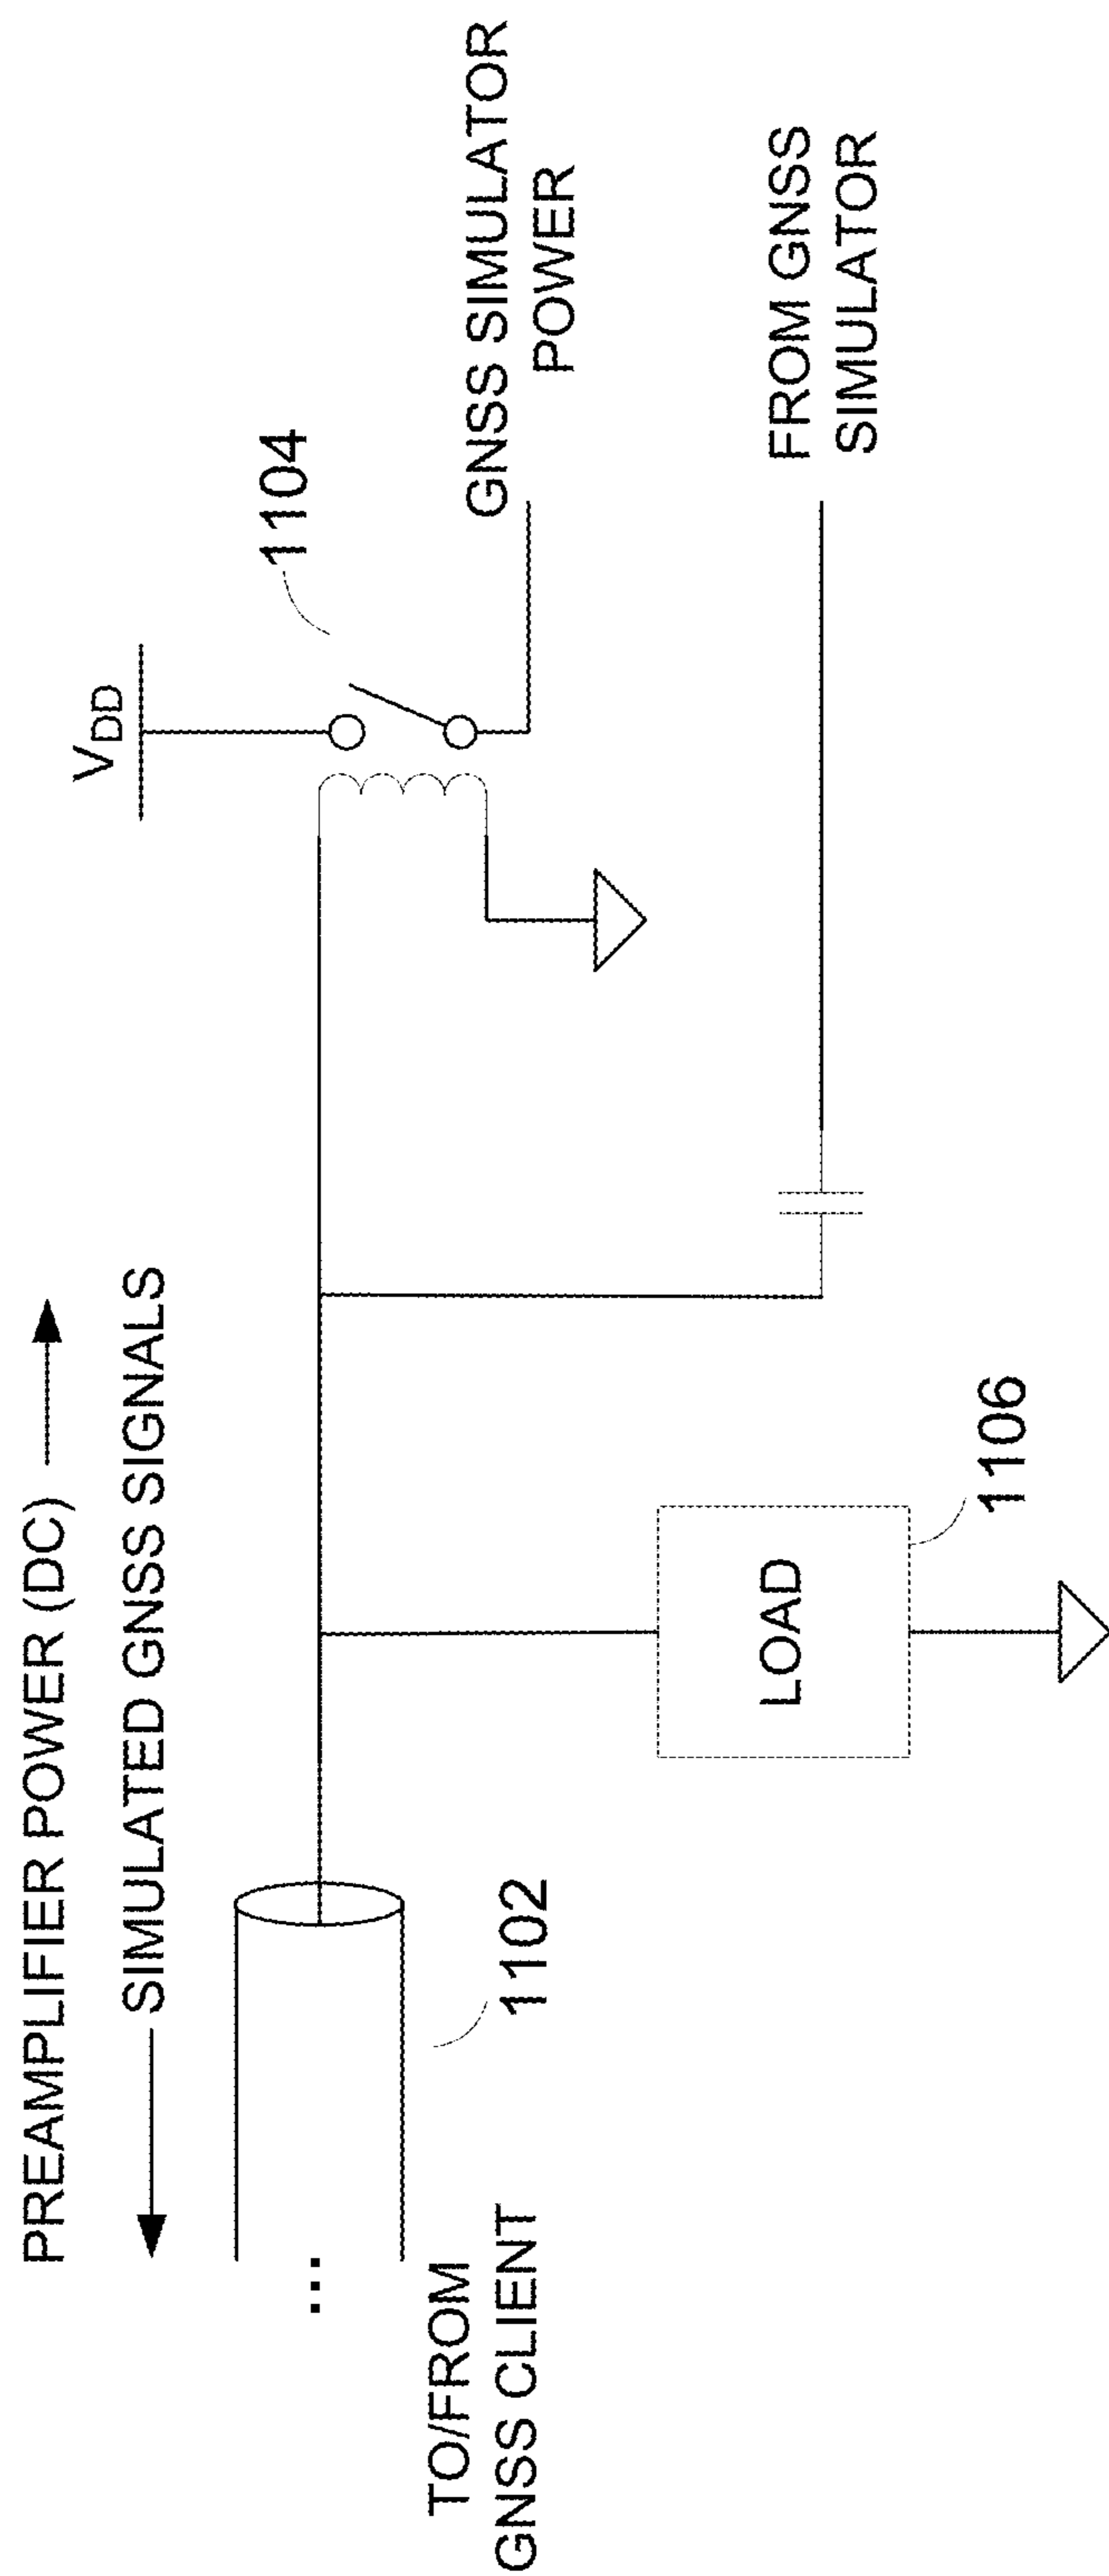 PREAMPLIFIER POWER (DC)
SIMULATED GNSS SIGNALS
V_DD
1104
GNSS SIMULATOR
POWER
...
TO/FROM
GNSS CLIENT
1102
LOAD
1106
FROM GNSS
SIMULATOR